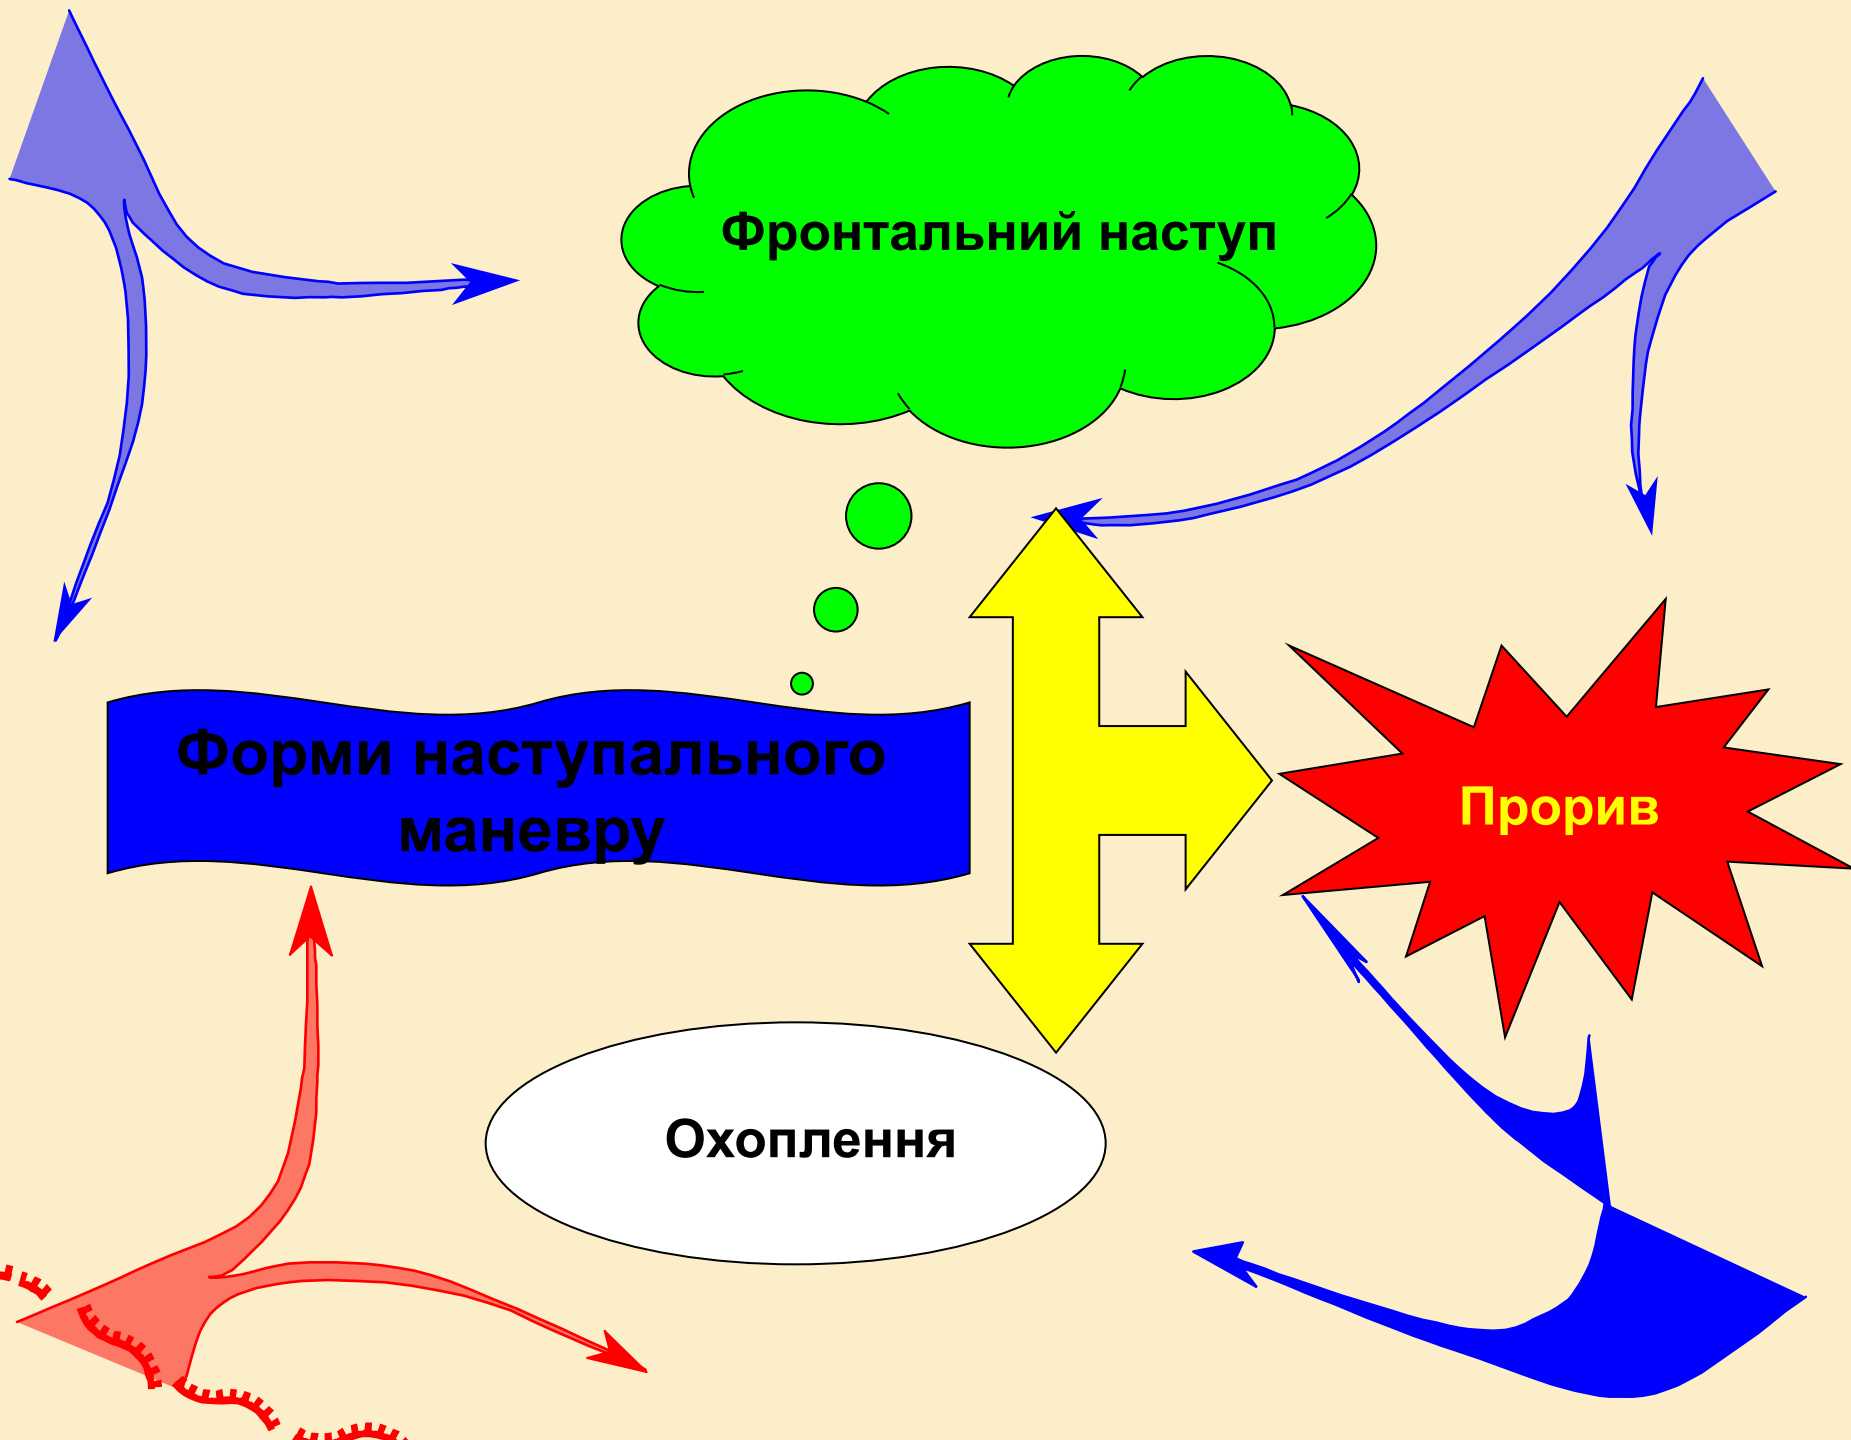 Фронтальний наступ
Форми наступального
маневру
Прорив
Охоплення